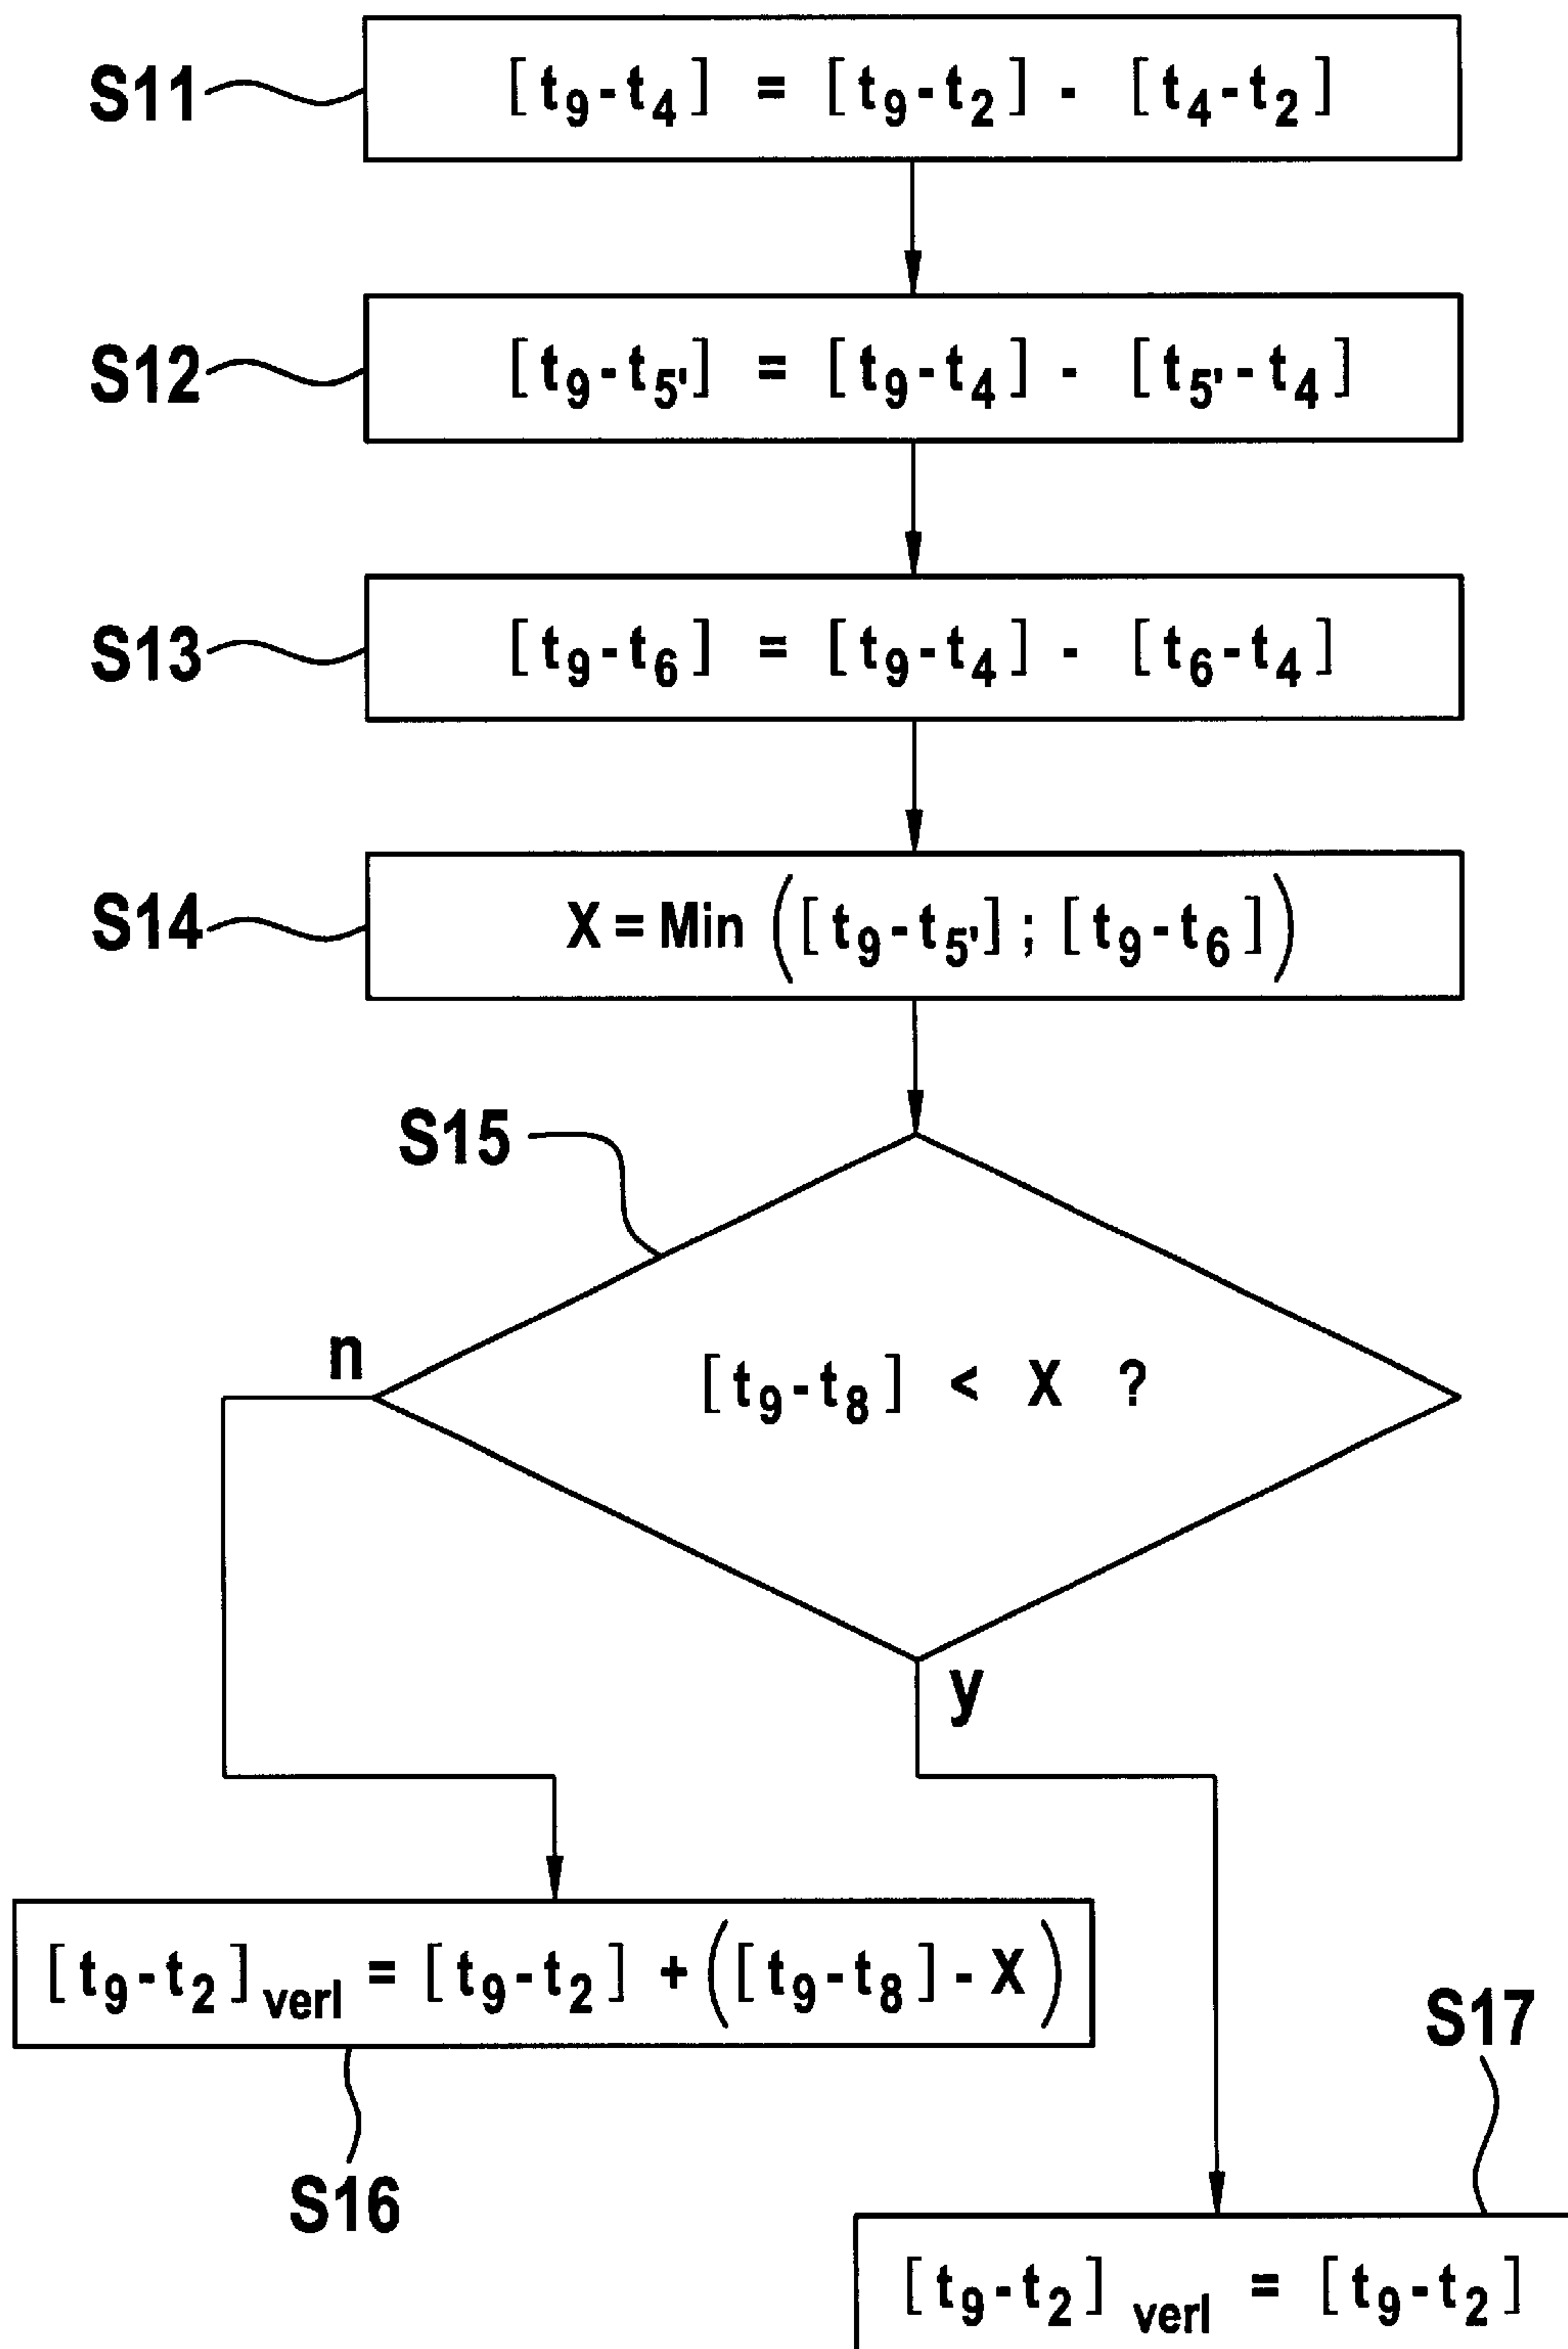 S11 [t₉-t₄] = [t₉-t₂] - [t₄-t₂]
S12 [t₉-t₅'] = [t₉-t₄] - [t₅'-t₄]
S13 [t₉-t₆] = [t₉-t₄] - [t₆-t₄]
S14 X = Min ([t₉-t₅'] ; [t₉-t₆])
S15
n
[t₉-t₈] < X ?
y
[t₉-t₂]verl = [t₉-t₂] + ([t₉-t₈] - X)
S17
S16
[t₉-t₂] verl = [t₉-t₂]